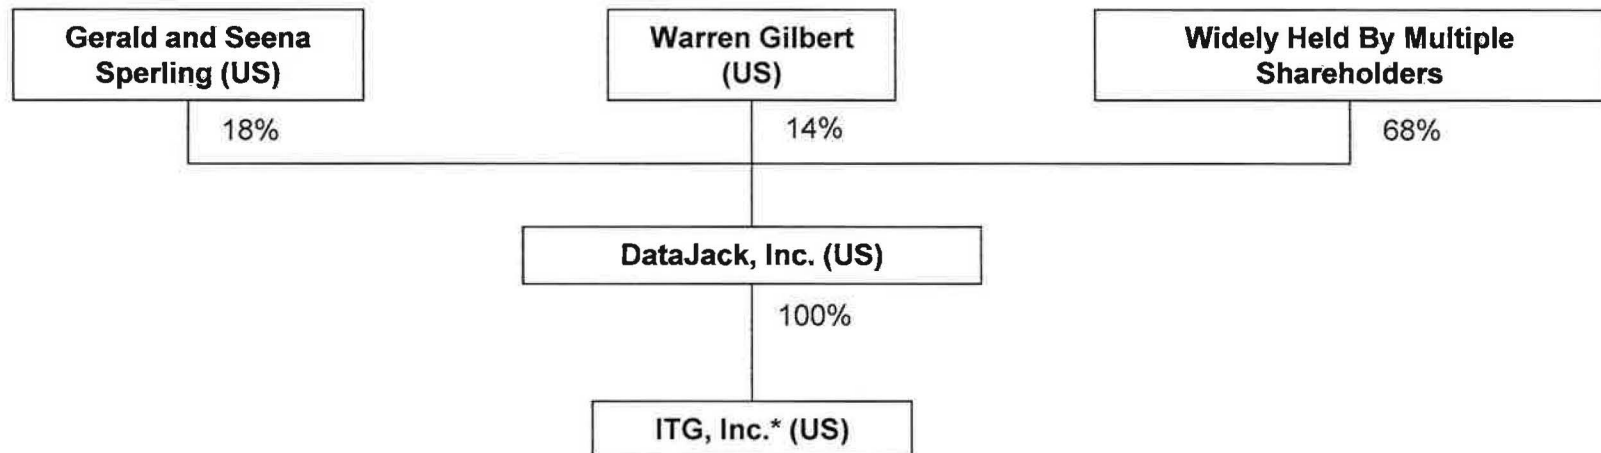 Gerald and Seena
Sperling (US)
Warren Gilbert
(US)
Widely Held By Multiple
Shareholders
18%
14%
68%
DataJack, Inc. (US)
100%
ITG, Inc.* (US)